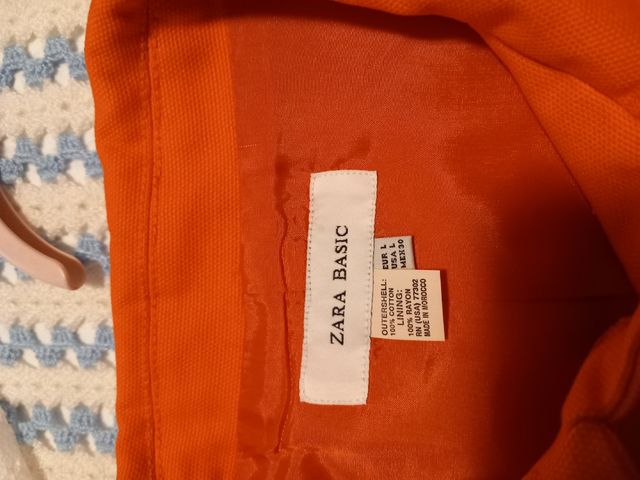 ZARA BASIC
EUR L
USA L
MEX 30
OUTERSHELL:
100% COTTON
LINING:
100% RAYON
RN (USA) 77302
MADE IN MOROCCO